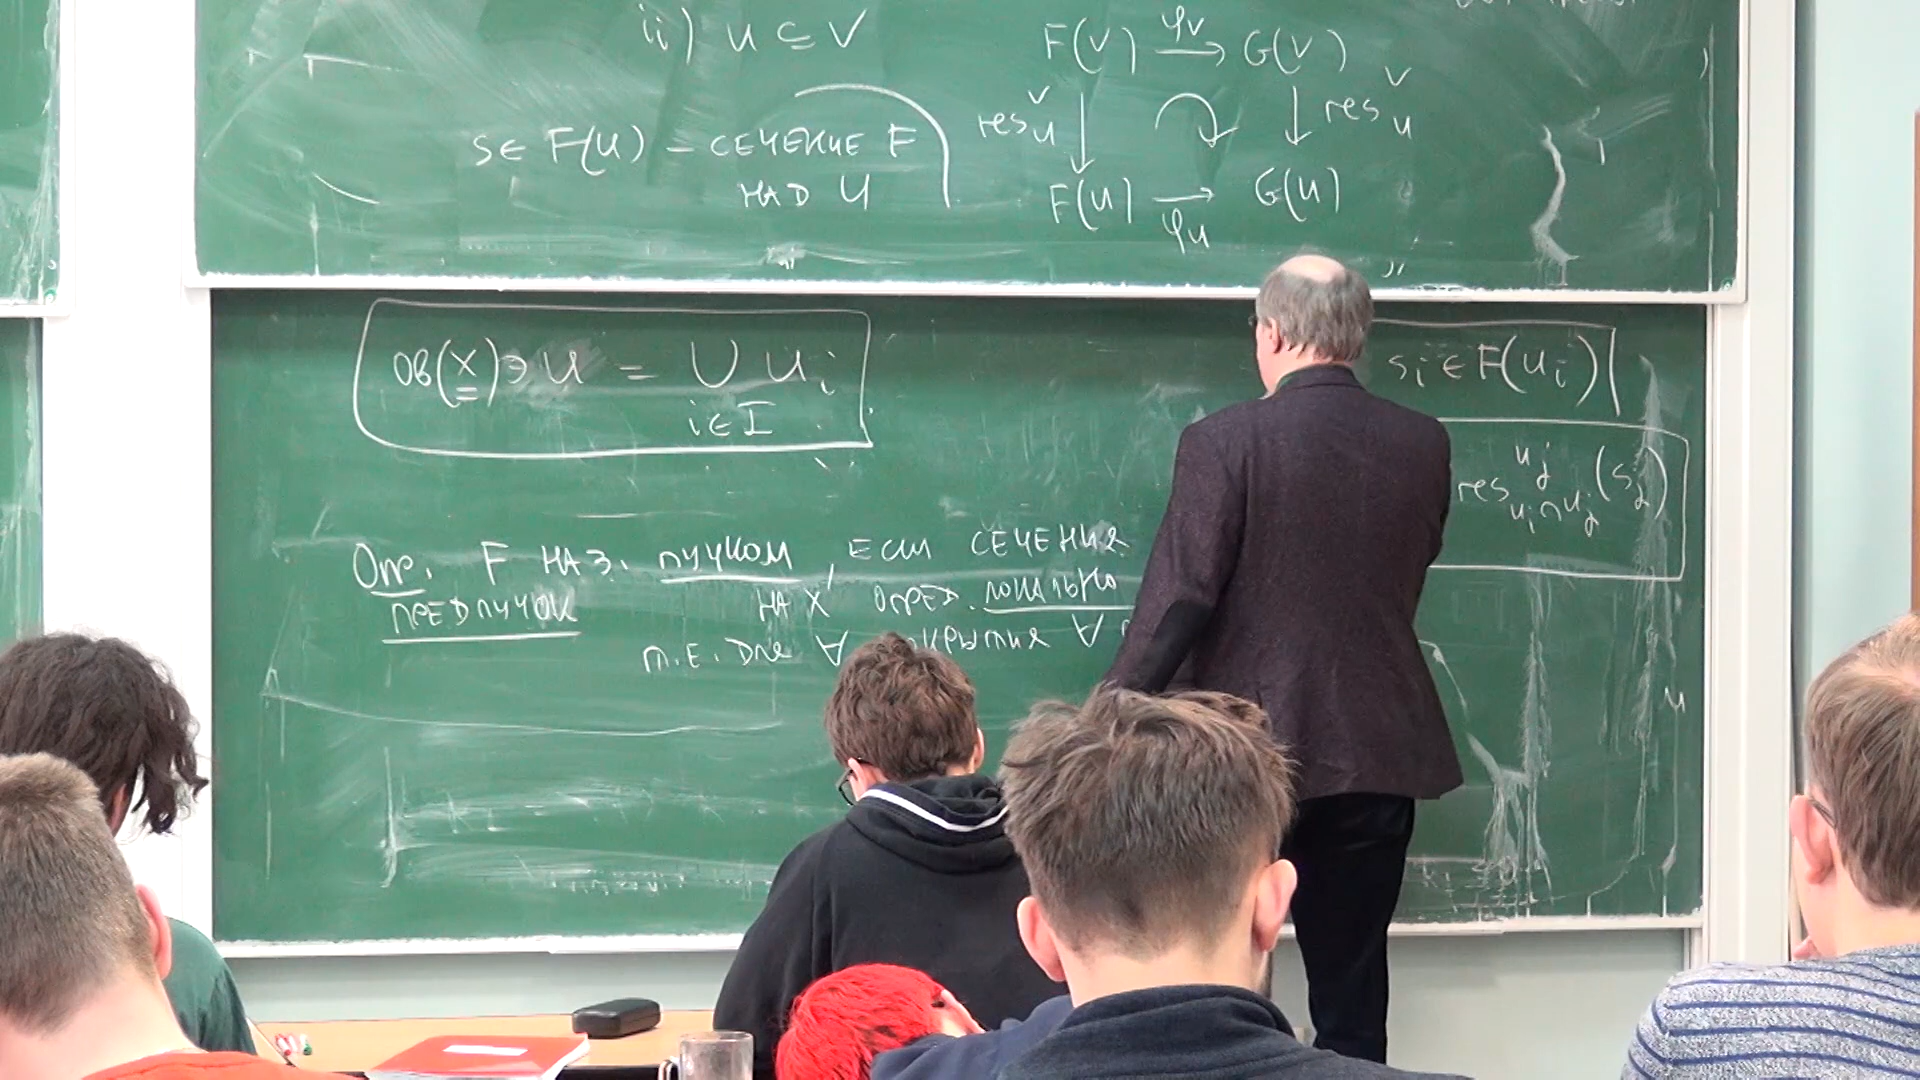 ii) U ⊆ V
F(V) —φ_V→ G(V)
res^V_U ↓ ↓ res^V_U
s ∈ F(U) – СЕЧЕНИЕ F
НАД U
F(U) —φ_U→ G(U)
Ов(X) ∋ U = ∪ U_i
i ∈ I
s_i ∈ F(U_i)
res^{U_j}_{U_i ∩ U_j} (s_j)
Опр. F НАЗ. ПУЧКОМ, ЕСЛИ СЕЧЕНИЯ
ПРЕДПУЧОК НА X ОПРЕД. ЛОКАЛЬНО
Т.Е. ДЛЯ ∀ ПОКРЫТИЯ ∀